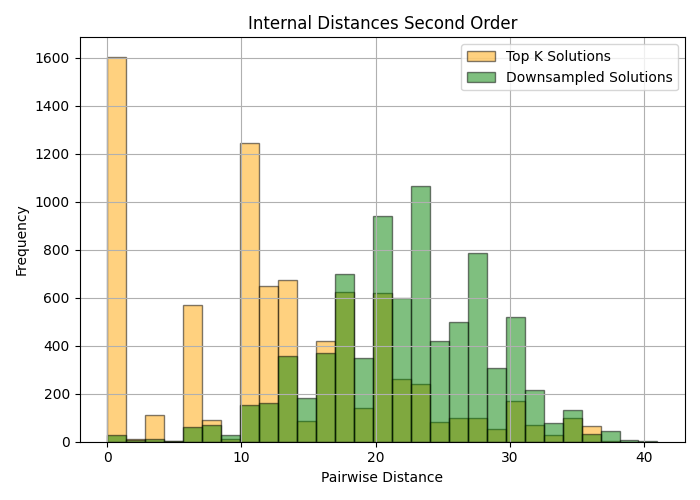 Internal Distances Second Order
Top K Solutions
Downsampled Solutions
Frequency
1600
1400
1200
1000
800
600
400
200
0
0 10 20 30 40
Pairwise Distance